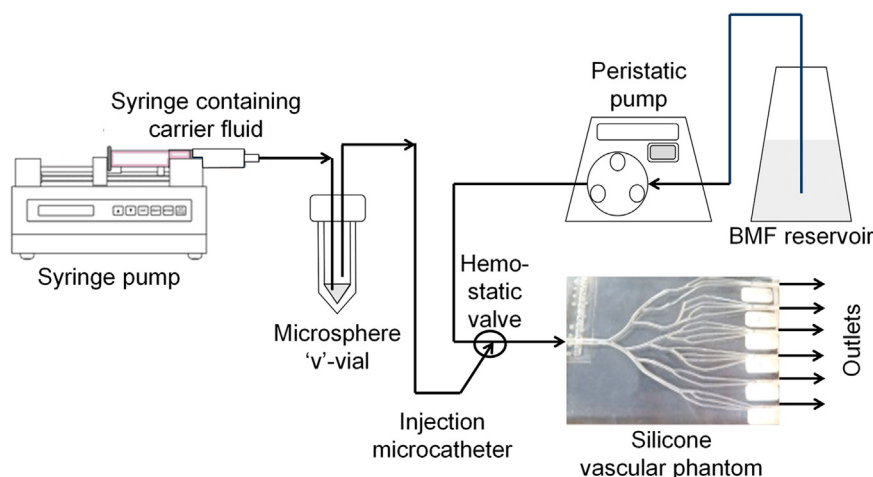 Syringe containing
carrier fluid
Syringe pump
Microsphere
‘v’-vial
Peristatic
pump
BMF reservoir
Hemo-
static
valve
Injection
microcatheter
Silicone
vascular phantom
Outlets